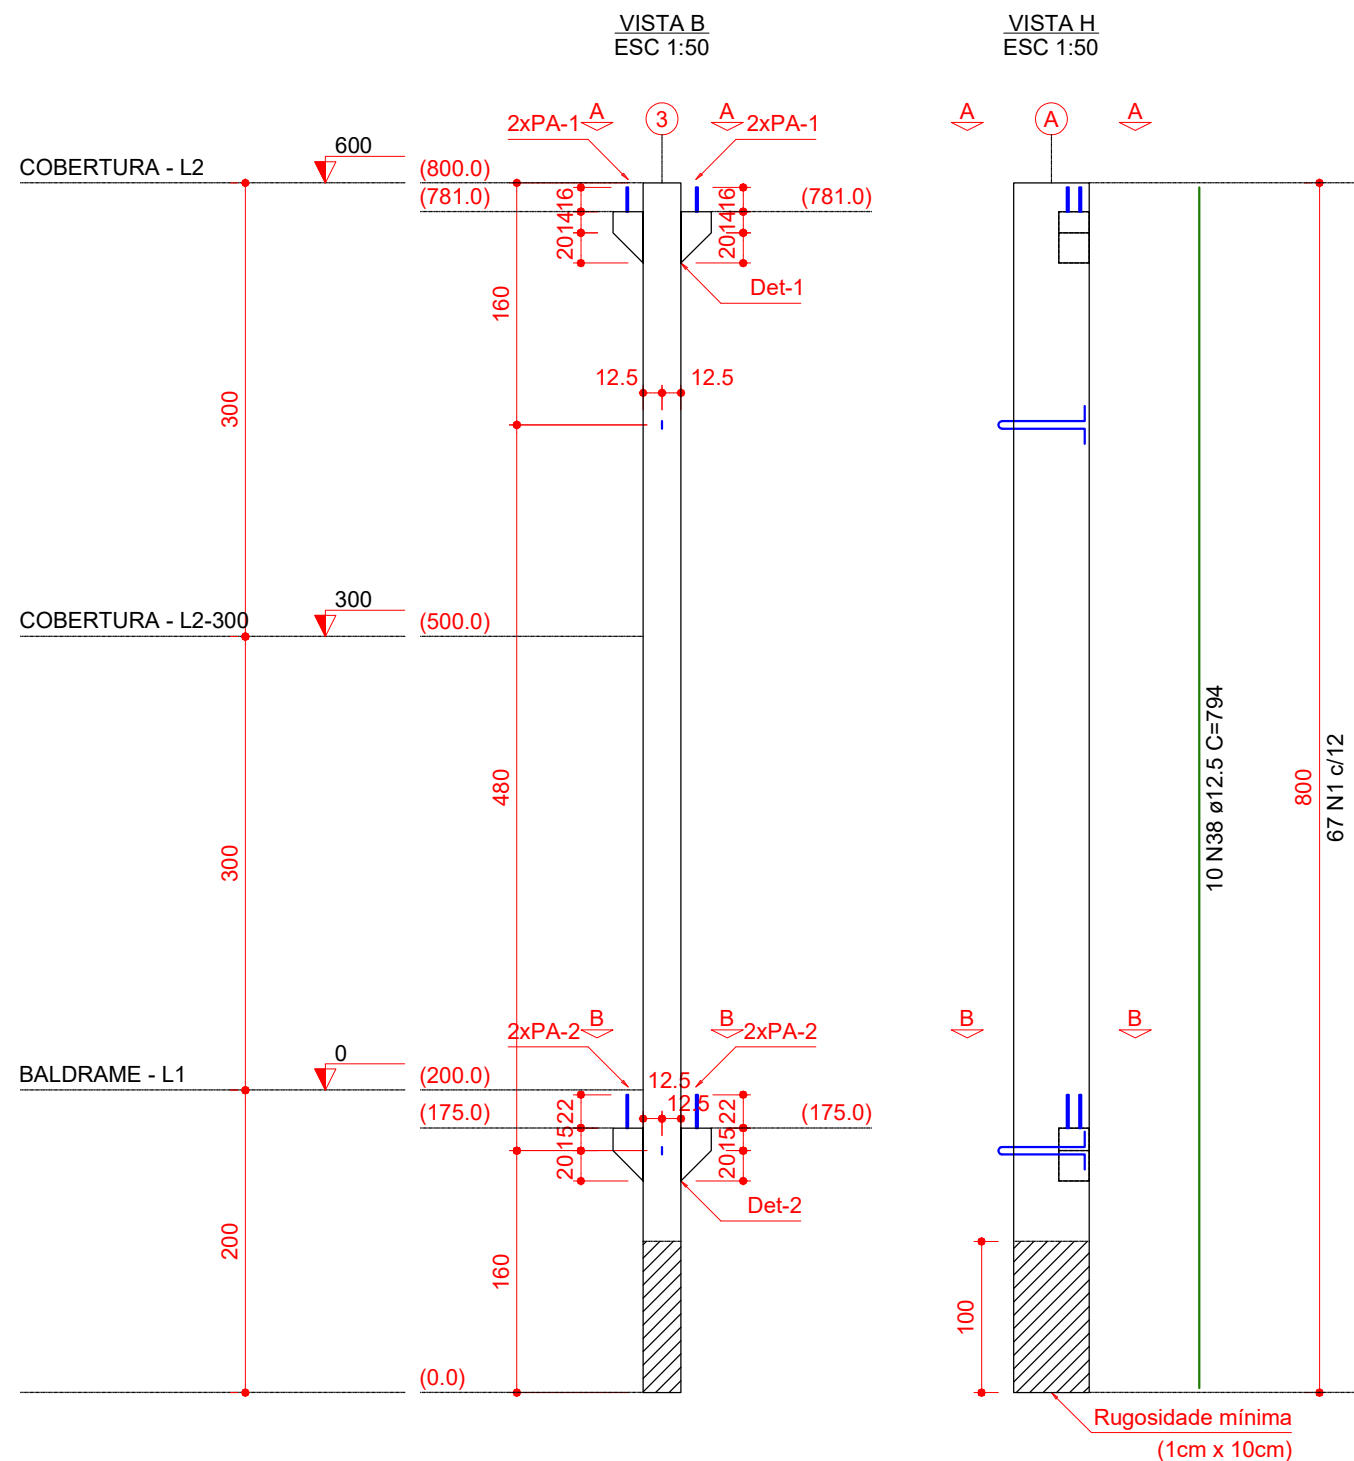 VISTA B
ESC 1:50
VISTA H
ESC 1:50
A
3
A
2xPA-1
2xPA-1
A
A
A
600
COBERTURA - L2
(800.0)
(781.0)
16
14
20
16
14
20
(781.0)
Det-1
160
300
12.5
12.5
300
COBERTURA - L2-300
(500.0)
480
300
10 N38 ø12.5 C=794
800
67 N1 c/12
B
B
2xPA-2
2xPA-2
B
B
0
BALDRAME - L1
(200.0)
12.5
12.5
(175.0)
22
15
20
22
15
20
(175.0)
Det-2
200
160
100
(0.0)
Rugosidade mínima
(1cm x 10cm)